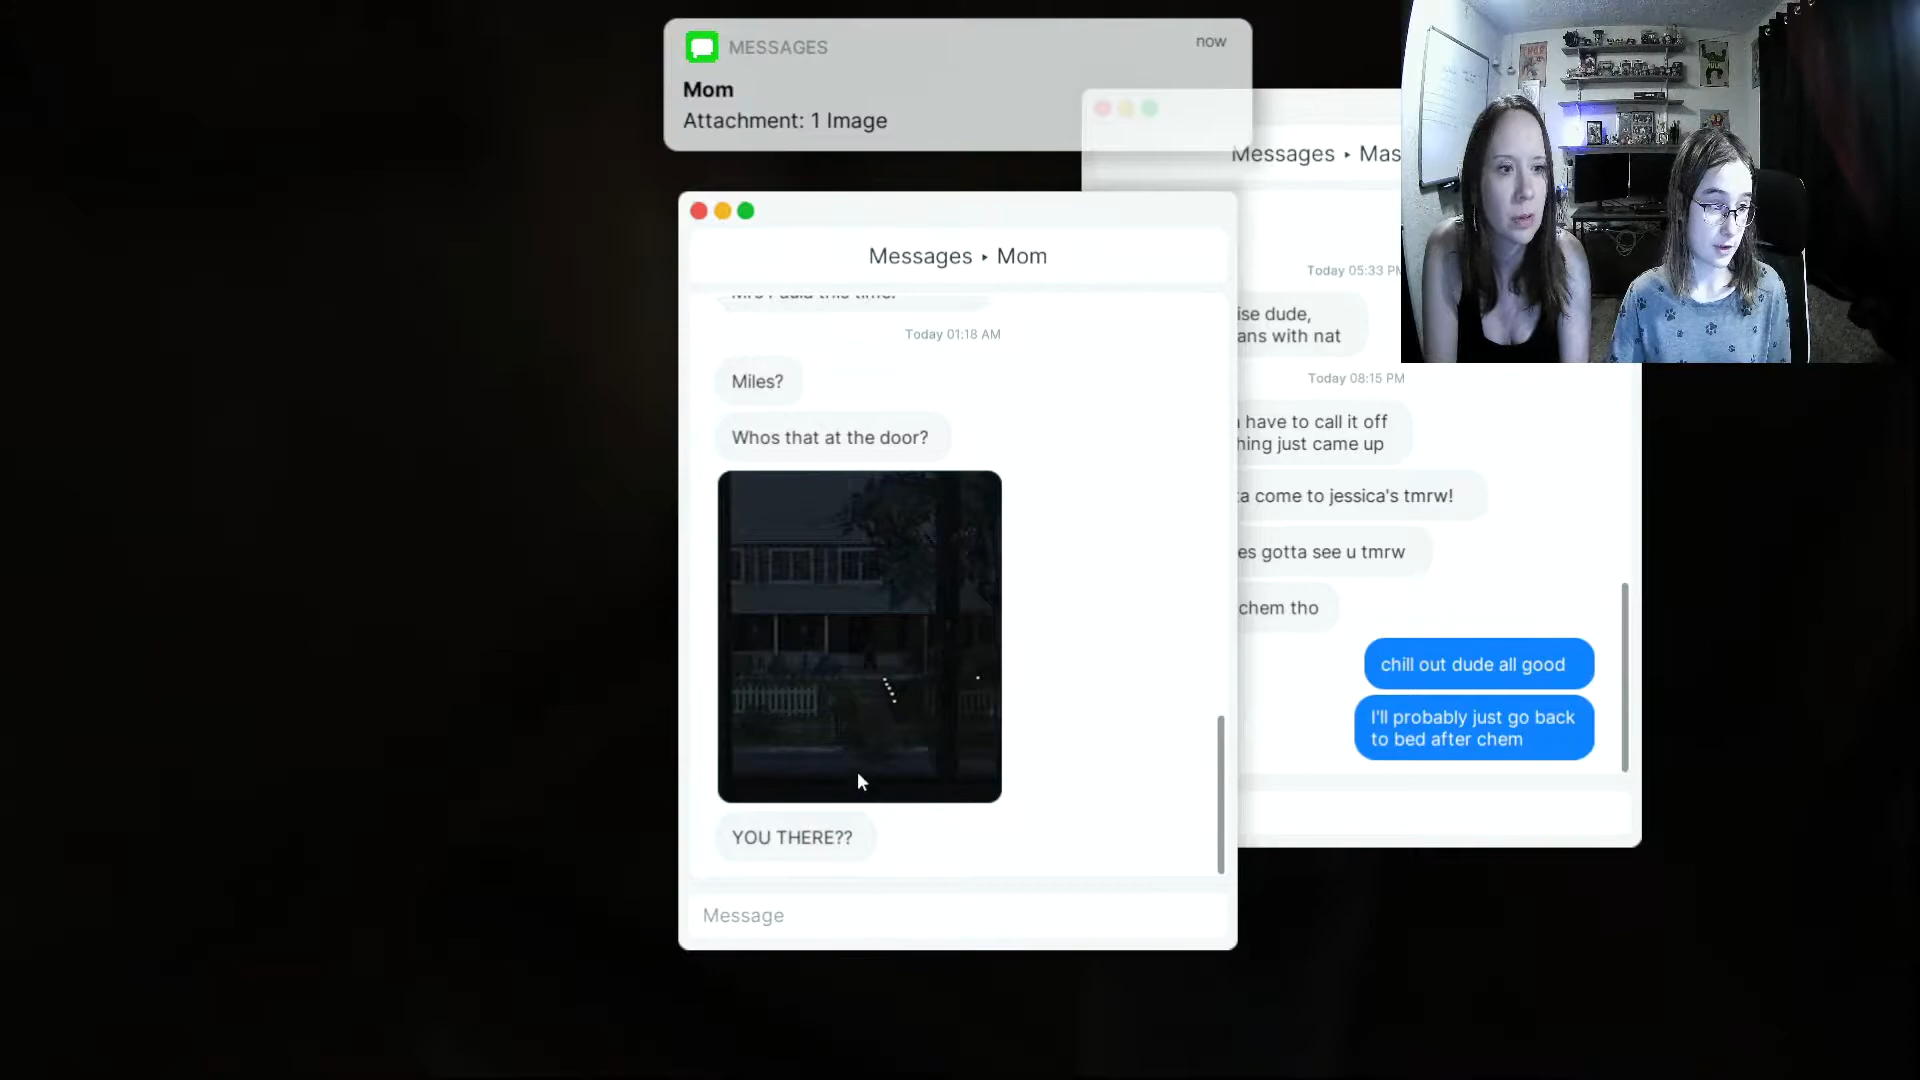 MESSAGES
now
Mom
Attachment: 1 Image
Messages ‣ Mas
Messages ‣ Mom
this time!
Today 01:18 AM
Miles?
Whos that at the door?
YOU THERE??
Message
Today 05:33 PM
ise dude,
ans with nat
Today 08:15 PM
have to call it off
hing just came up
a come to jessica's tmrw!
es gotta see u tmrw
chem tho
chill out dude all good
I'll probably just go back
to bed after chem